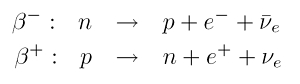 β⁻ : n → p + e⁻ + ν̄ₑ
β⁺ : p → n + e⁺ + νₑ